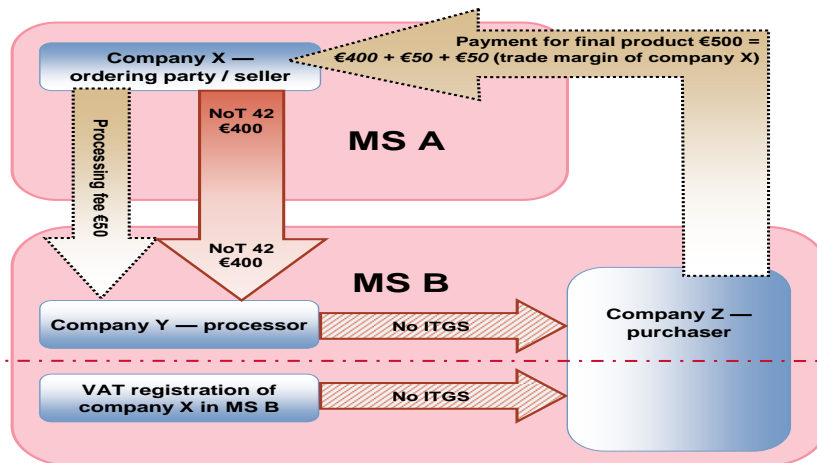 Company X —
ordering party / seller
Payment for final product €500 =
€400 + €50 + €50 (trade margin of company X)
Processing fee €50
NoT 42
€400
MS A
NoT 42
€400
MS B
Company Y — processor
No ITGS
Company Z —
purchaser
VAT registration of
company X in MS B
No ITGS